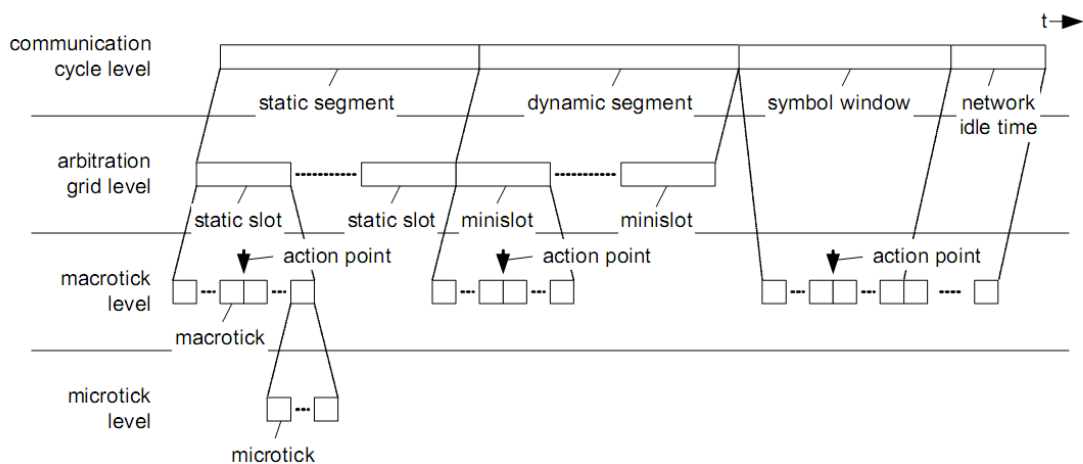 t
communication
cycle level
static segment
dynamic segment
symbol window
network
idle time
arbitration
grid level
static slot
static slot
minislot
minislot
macrotick
level
action point
action point
action point
macrotick
microtick
level
microtick